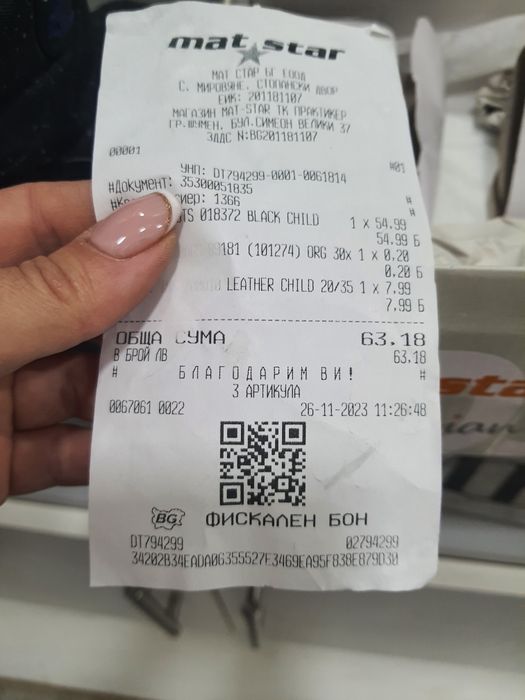 mat star
МАТ СТАР БГ ЕООД
С. МИРОВЯНЕ, СТОПАНСКИ ДВОР
ЕИК: 201181107
МАГАЗИН MAT-STAR ТК ПРАКТИКЕР
ГР.ШУМЕН, БУЛ.СИМЕОН ВЕЛИКИ 37
ЗДДС N:BG201181107
00001 #01
УНП: DT794299-0001-0061814
#Документ: 35300051835 #
1366 #
018372 BLACK CHILD 1 x 54.99
54.99 Б
(101274) ORG 30x 1 x 0.20
0.20 Б
LEATHER CHILD 20/35 1 x 7.99
7.99 Б
ОБЩА СУМА 63.18
В БРОЙ ЛВ 63.18
# БЛАГОДАРИМ ВИ! #
3 АРТИКУЛА
0067061 0022 26-11-2023 11:26:48
BG ФИСКАЛЕН БОН
DT794299 02794299
34202B34EADA06355527E3469EA95F838E879D30